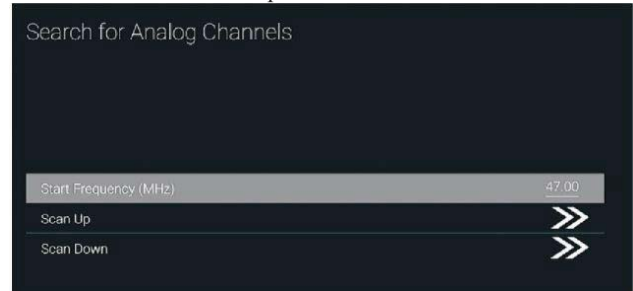 Search for Analog Channels
Start Frequency (MHz) 47.00
Scan Up
Scan Down